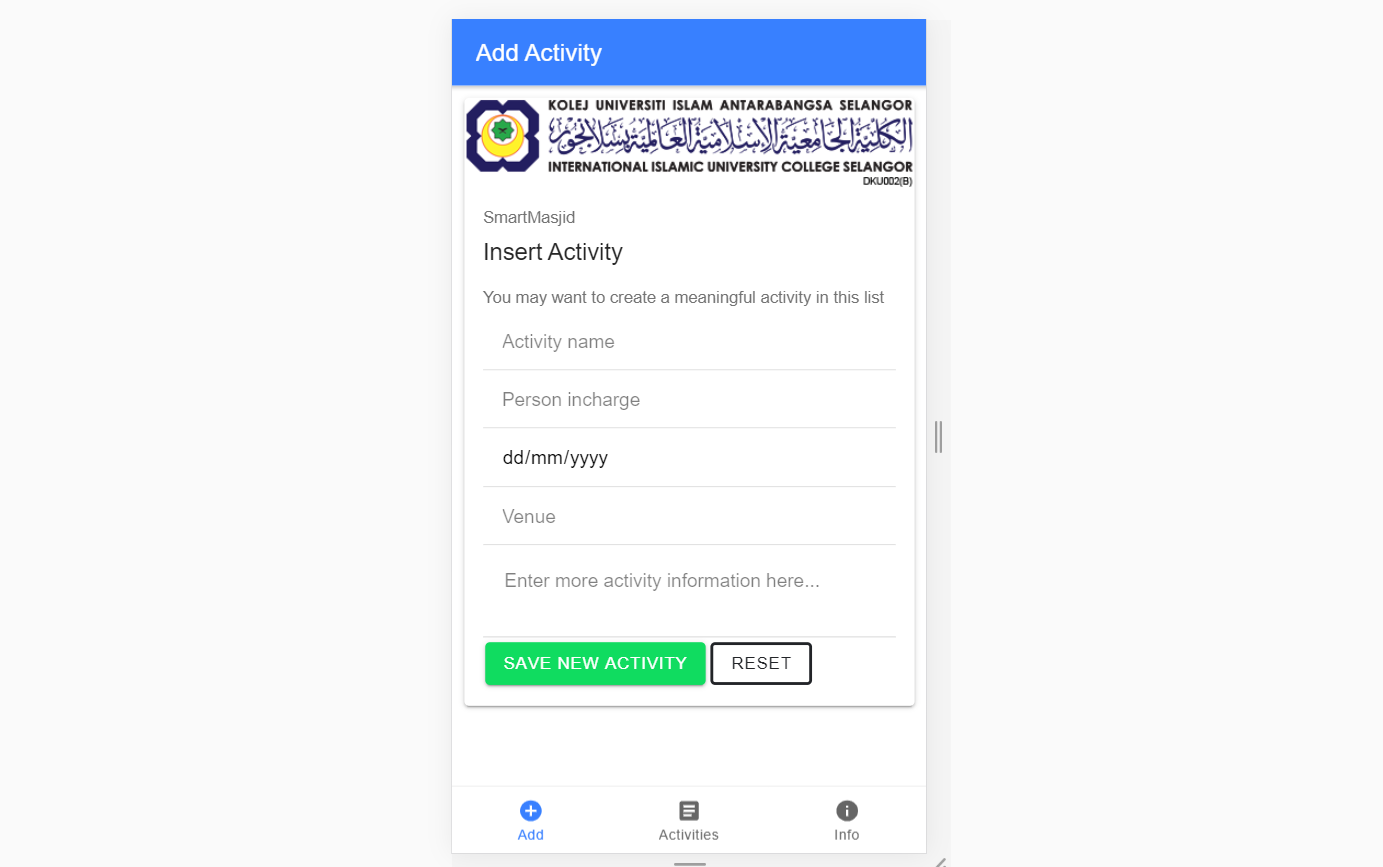 Add Activity
KOLEJ UNIVERSITI ISLAM ANTARABANGSA SELANGOR
الكلية الجامعية الإسلامية العالمية بسلانجور
INTERNATIONAL ISLAMIC UNIVERSITY COLLEGE SELANGOR
DKU002(B)
SmartMasjid
Insert Activity
You may want to create a meaningful activity in this list
Activity name
Person incharge
dd/mm/yyyy
Venue
Enter more activity information here...
SAVE NEW ACTIVITY RESET
Add Activities Info